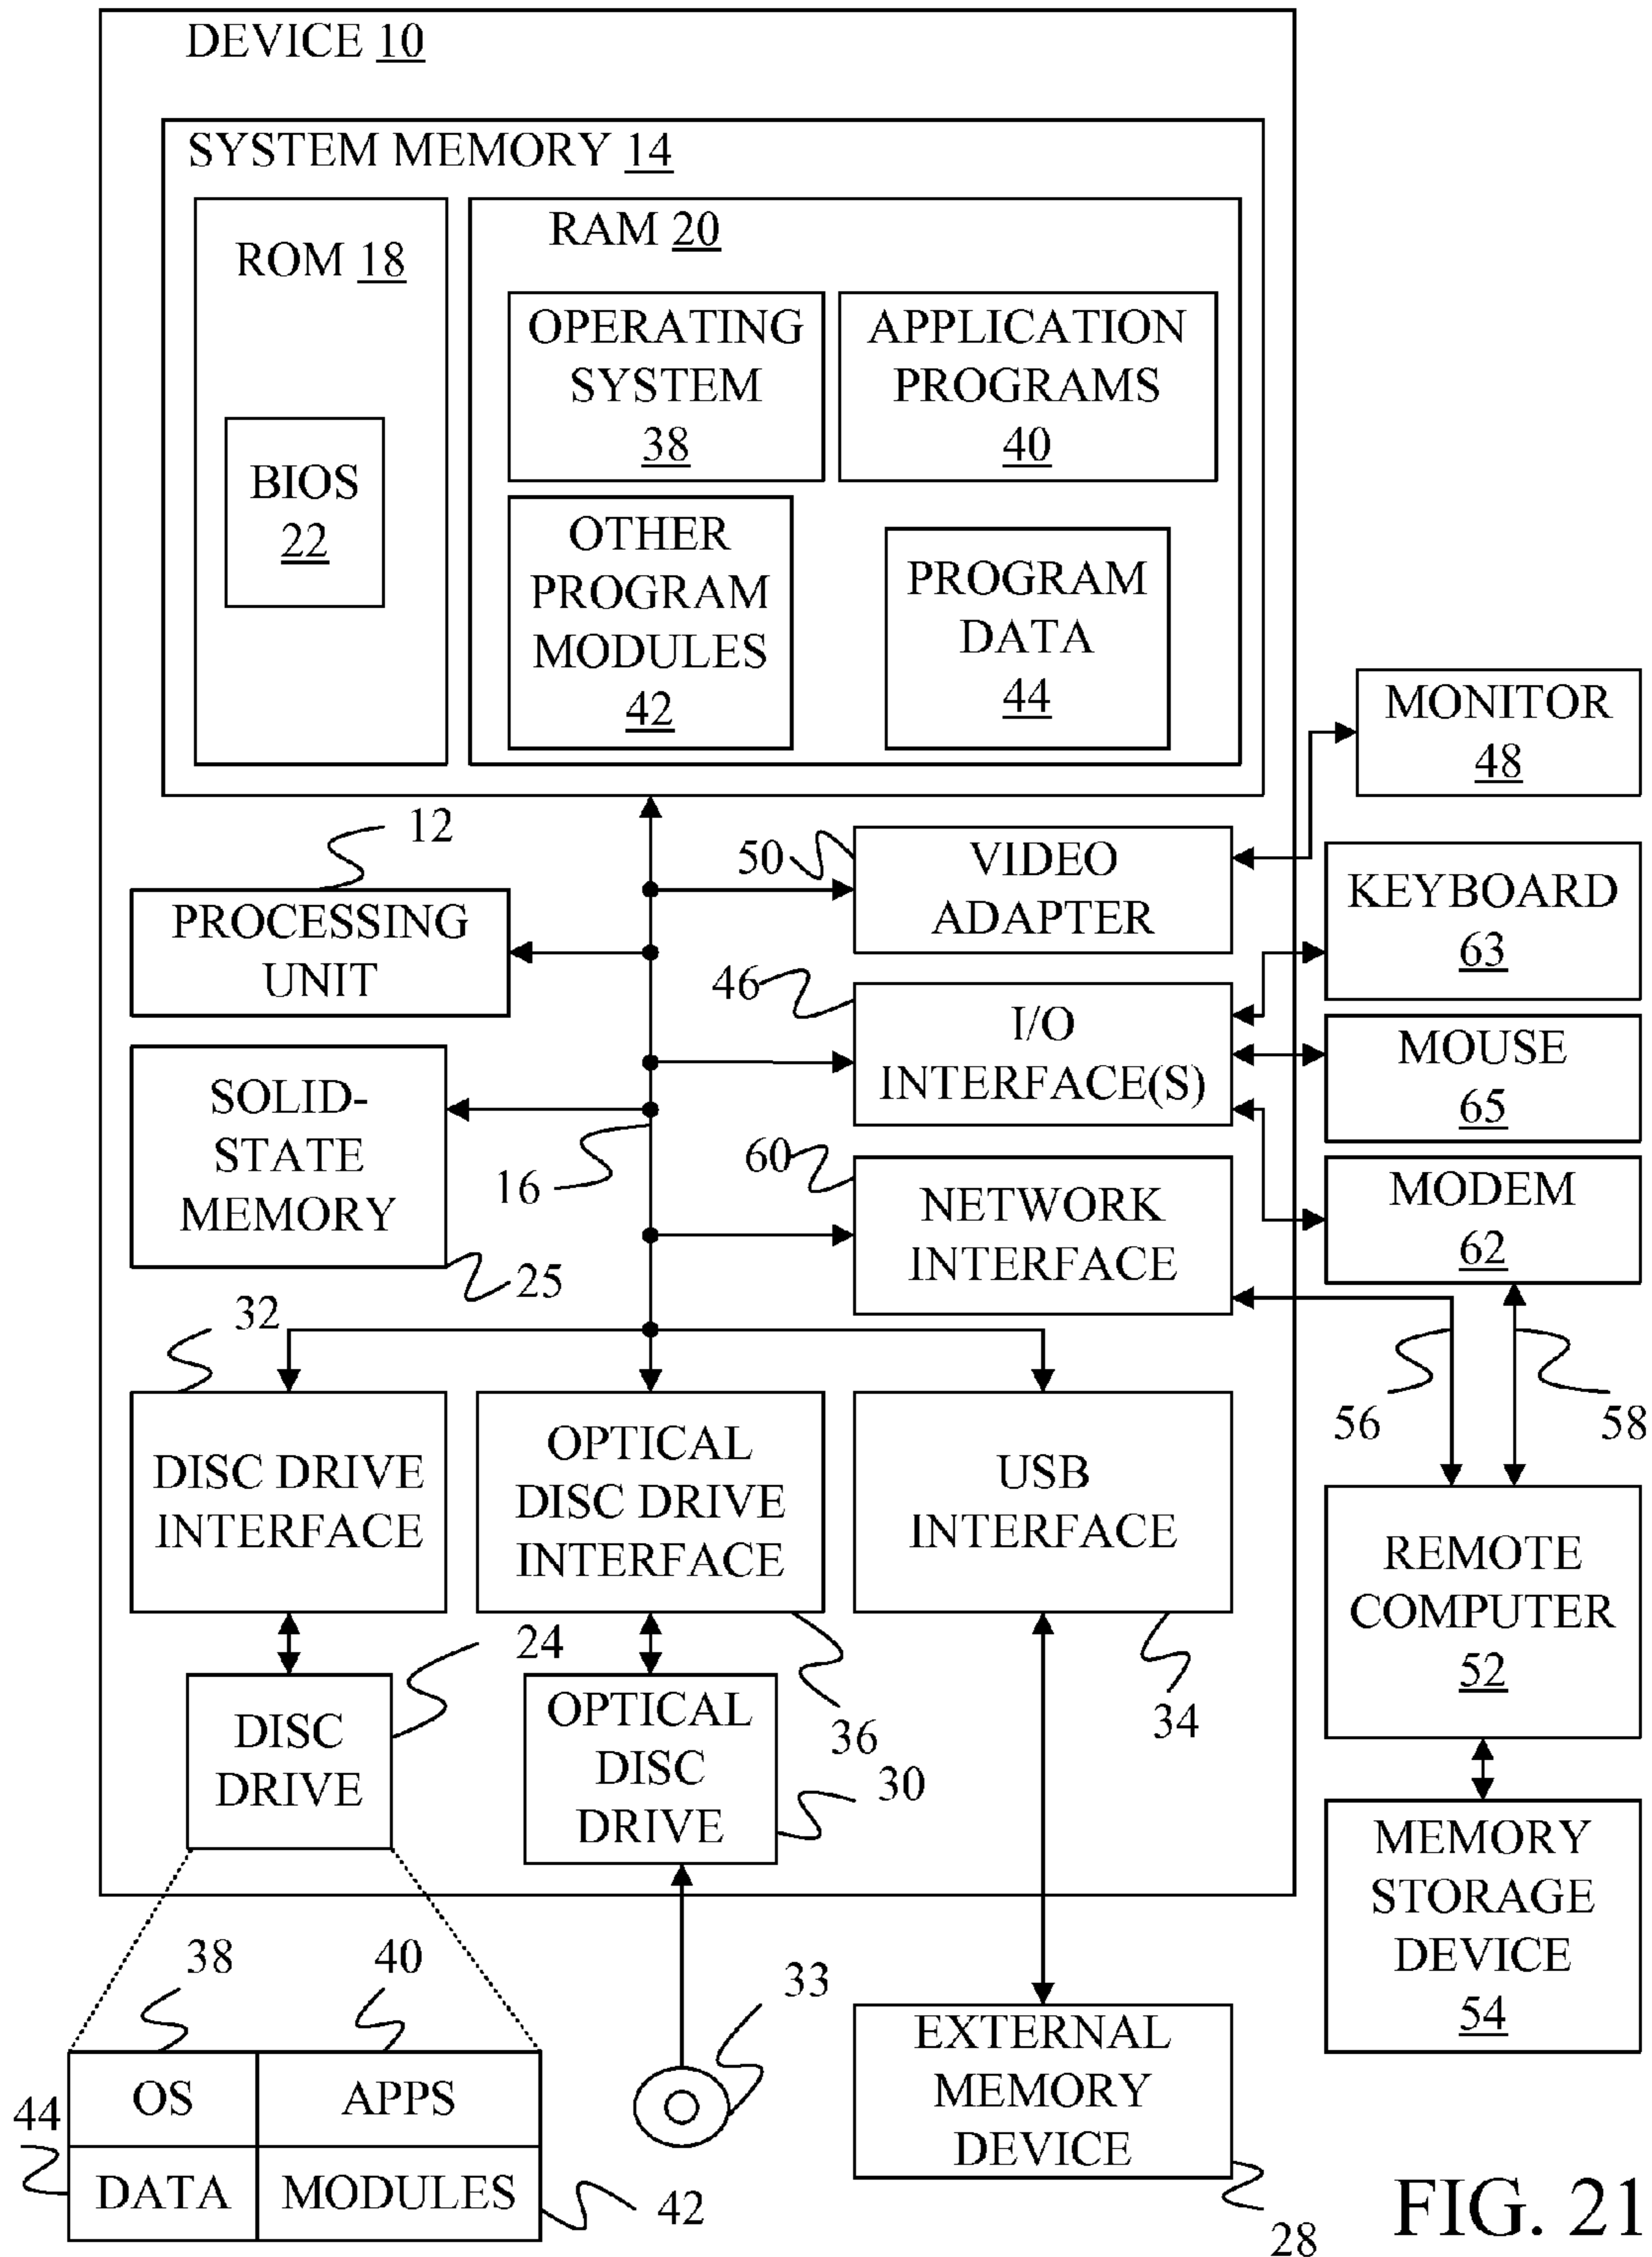 DEVICE 10
SYSTEM MEMORY 14
ROM 18
BIOS
22
RAM 20
OPERATING
SYSTEM
38
APPLICATION
PROGRAMS
40
OTHER
PROGRAM
MODULES
42
PROGRAM
DATA
44
MONITOR
48
12
PROCESSING
UNIT
50
VIDEO
ADAPTER
KEYBOARD
63
46
I/O
INTERFACE(S)
MOUSE
65
SOLID-
STATE
MEMORY
25
16
60
NETWORK
INTERFACE
MODEM
62
32
56
58
DISC DRIVE
INTERFACE
OPTICAL
DISC DRIVE
INTERFACE
USB
INTERFACE
REMOTE
COMPUTER
52
24
DISC
DRIVE
OPTICAL
DISC
DRIVE
36
30
34
MEMORY
STORAGE
DEVICE
54
38
40
33
OS
APPS
44
DATA
MODULES
42
EXTERNAL
MEMORY
DEVICE
28
FIG. 21